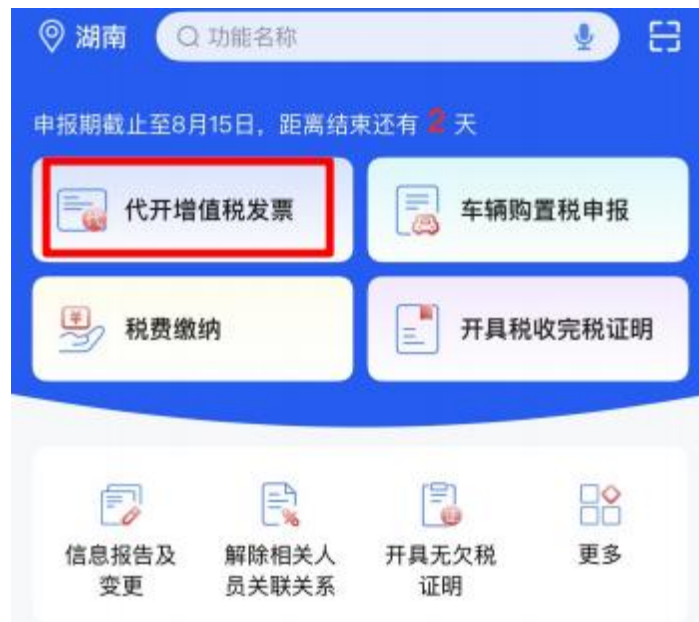 湖南
功能名称
申报期截止至8月15日，距离结束还有 2 天
代开增值税发票
车辆购置税申报
税费缴纳
开具税收完税证明
信息报告及
变更
解除相关人
员关联关系
开具无欠税
证明
更多